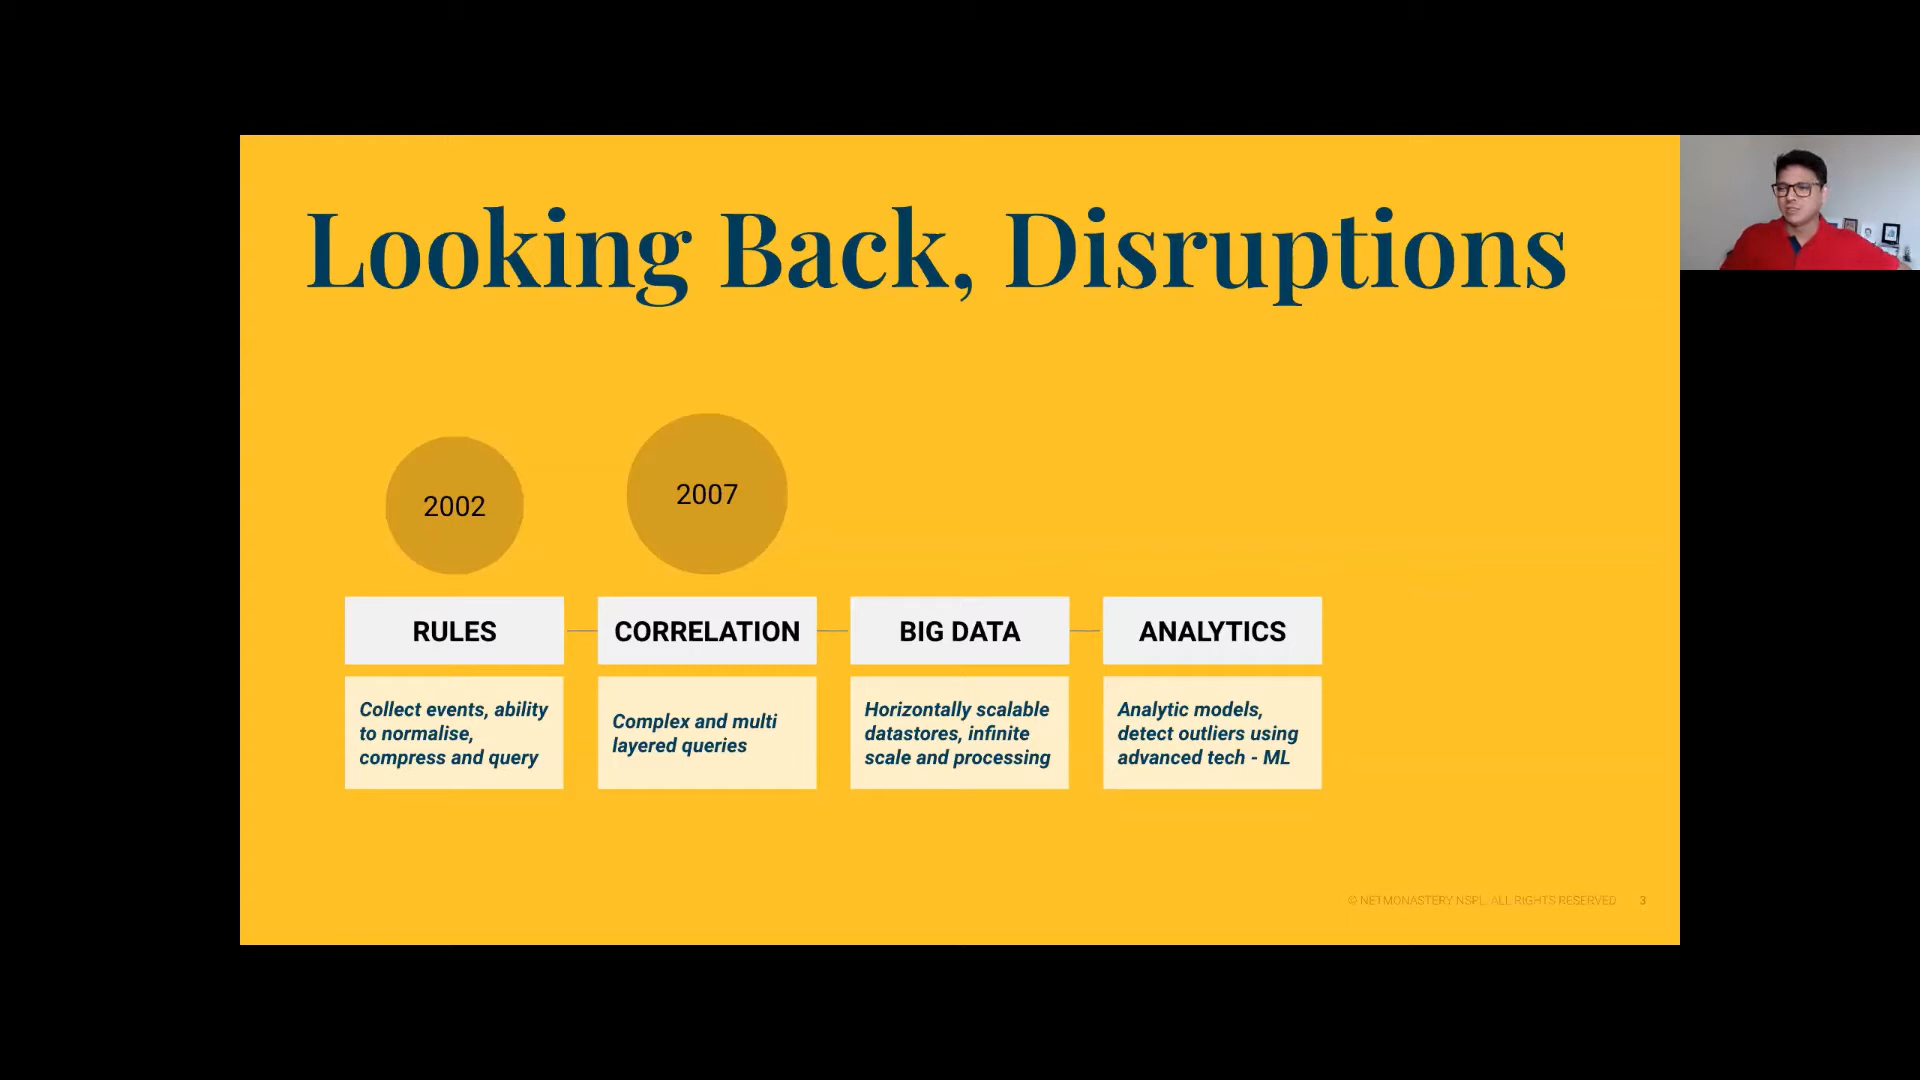 Looking Back, Disruptions
2002
2007
RULES
CORRELATION
BIG DATA
ANALYTICS
Collect events, ability
to normalise,
compress and query
Complex and multi
layered queries
Horizontally scalable
datastores, infinite
scale and processing
Analytic models,
detect outliers using
advanced tech - ML
© NETMONASTERY NSPL. ALL RIGHTS RESERVED 3